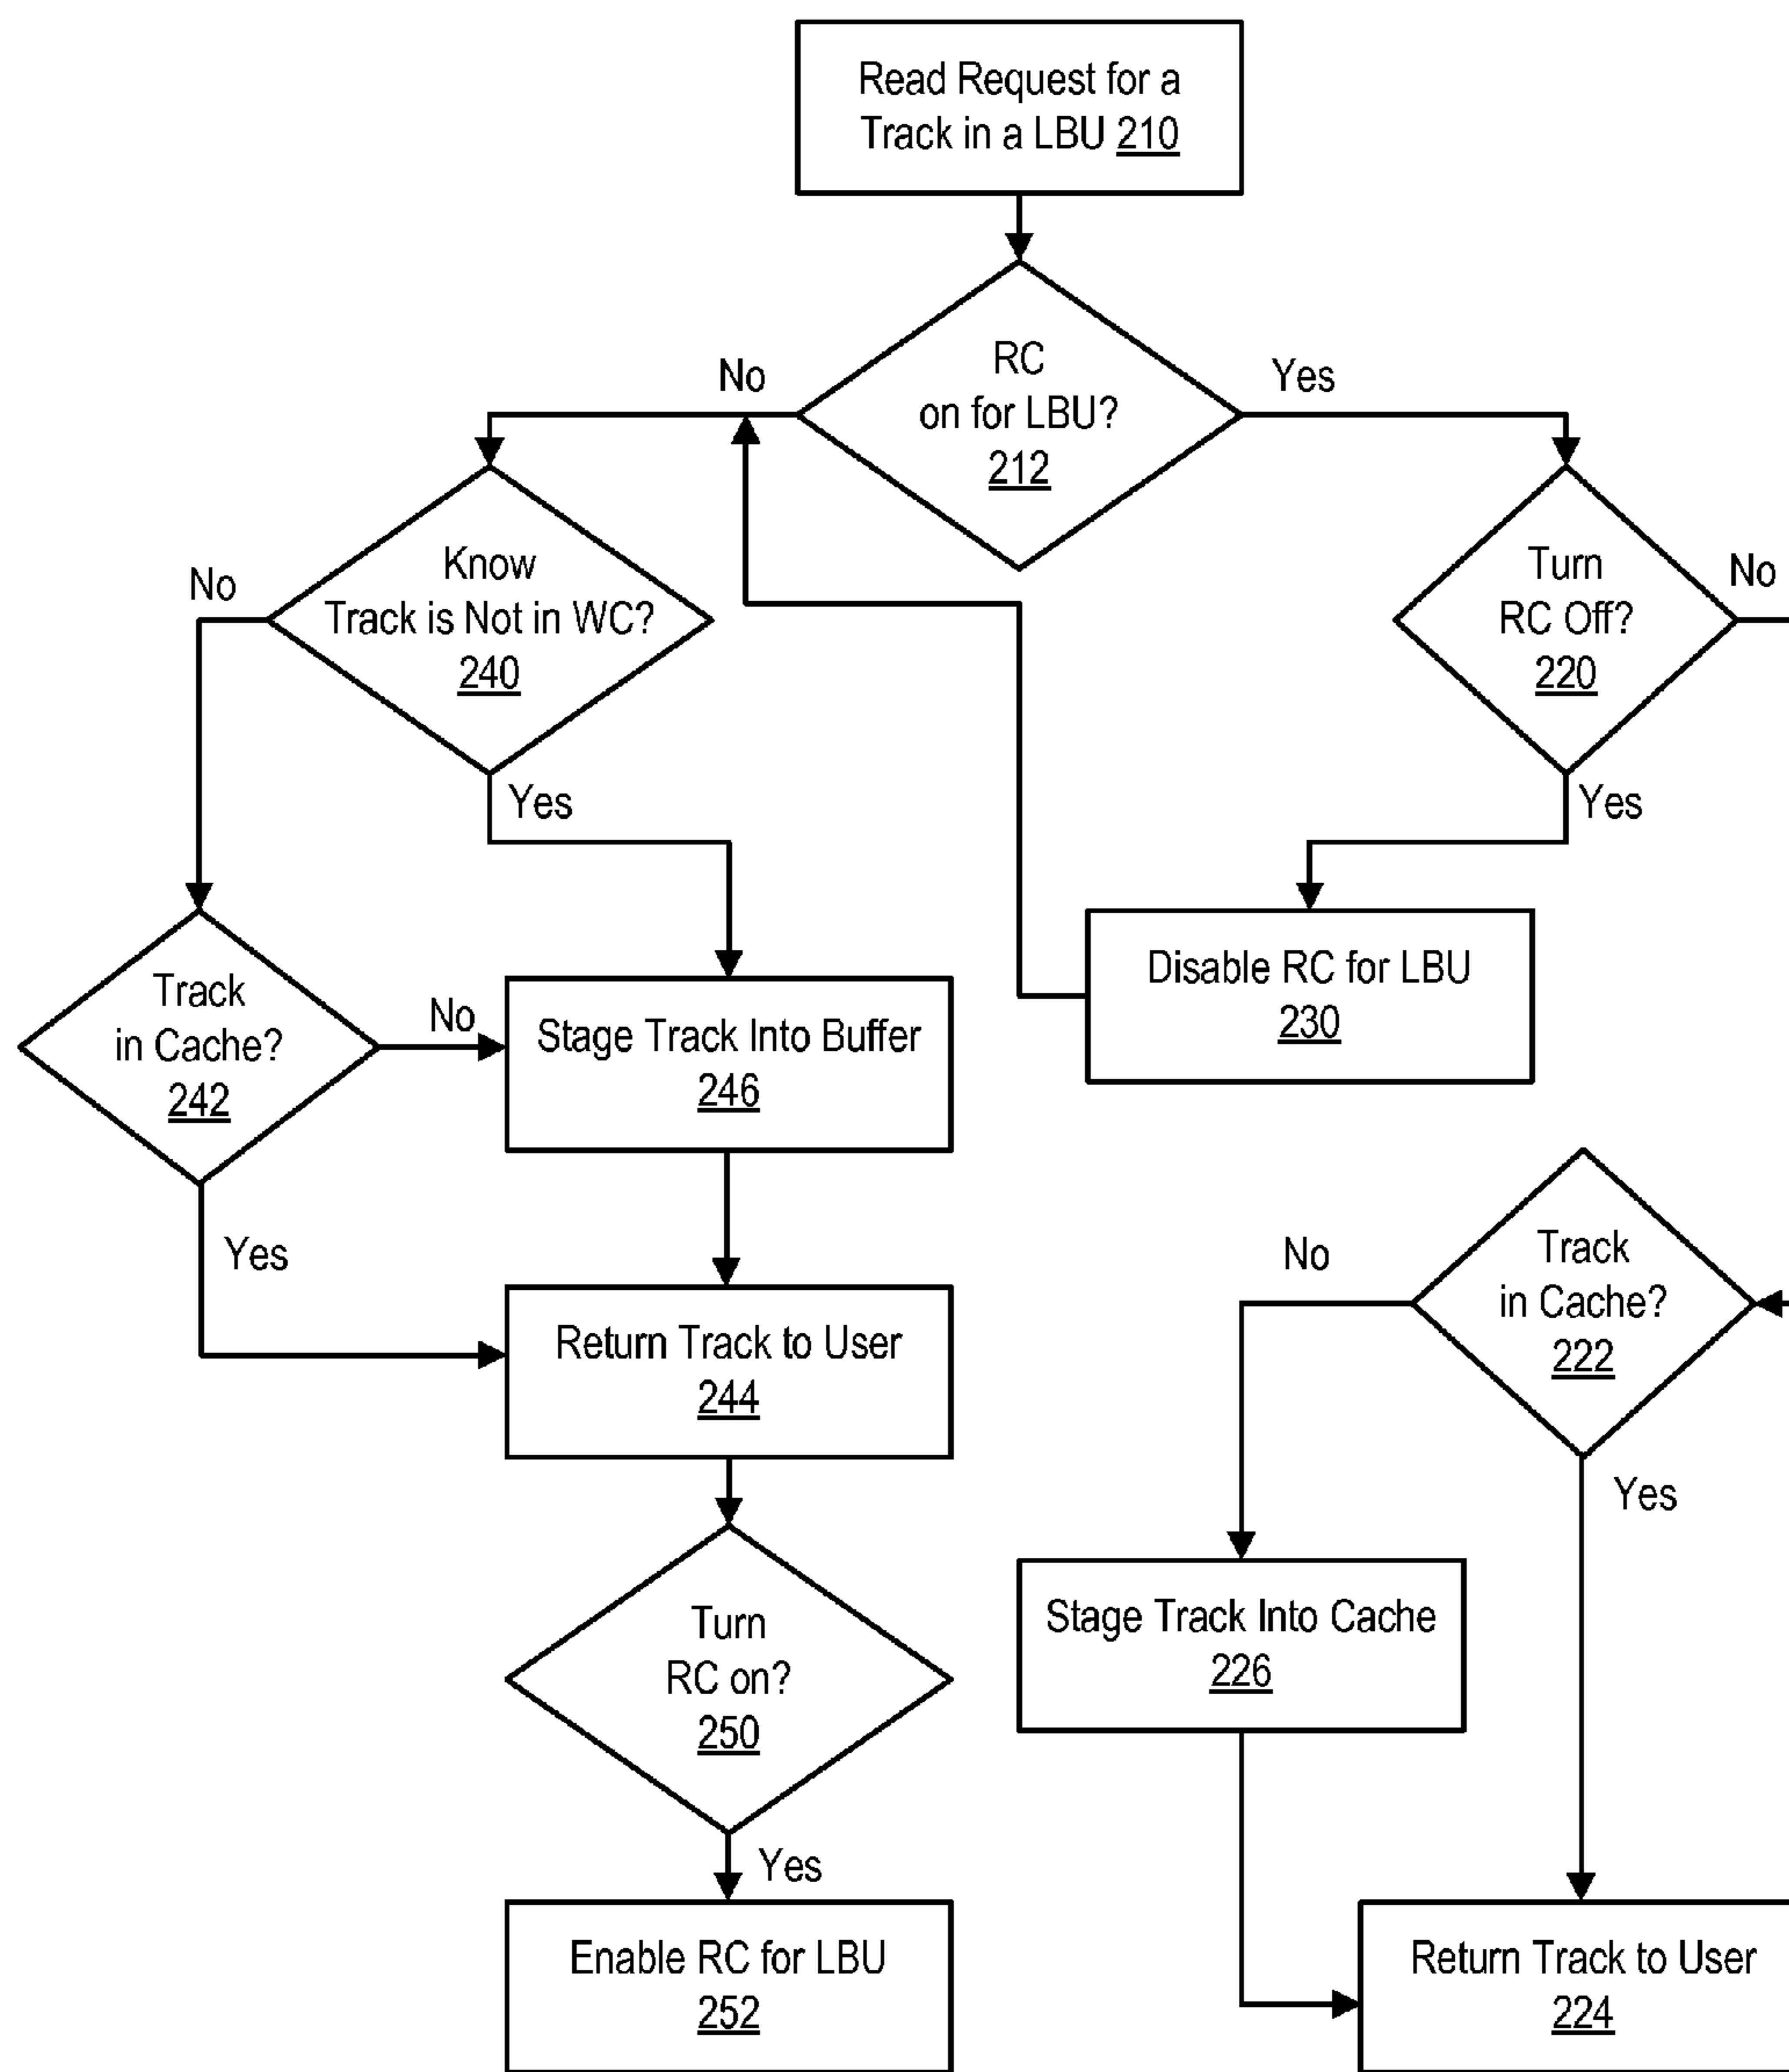 Read Request for a
Track in a LBU 210
RC
on for LBU?
212
No
Yes
Know
Track is Not in WC?
240
No
Yes
Turn
RC Off?
220
No
Yes
Disable RC for LBU
230
Track
in Cache?
242
No
Yes
Stage Track Into Buffer
246
Return Track to User
244
Track
in Cache?
222
No
Yes
Turn
RC on?
250
Yes
Stage Track Into Cache
226
Enable RC for LBU
252
Return Track to User
224